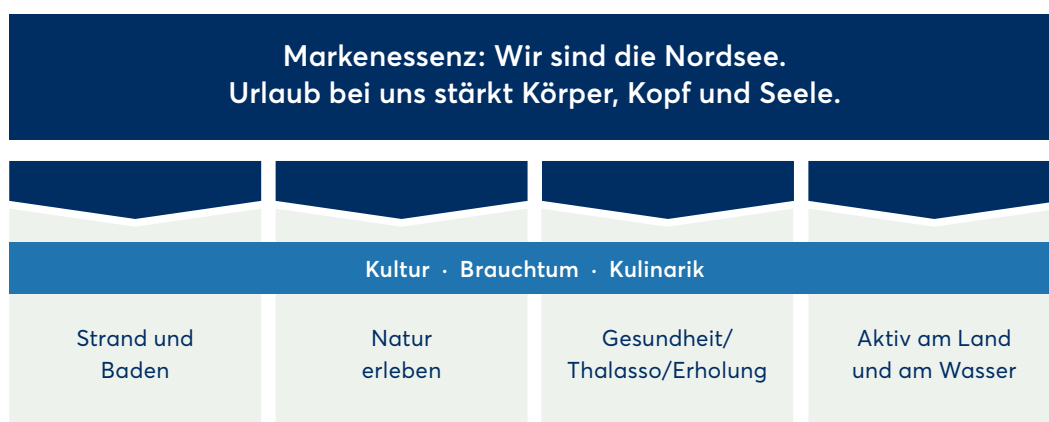 Markenessenz: Wir sind die Nordsee.
Urlaub bei uns stärkt Körper, Kopf und Seele.
Kultur · Brauchtum · Kulinarik
Strand und
Baden
Natur
erleben
Gesundheit/
Thalasso/Erholung
Aktiv am Land
und am Wasser